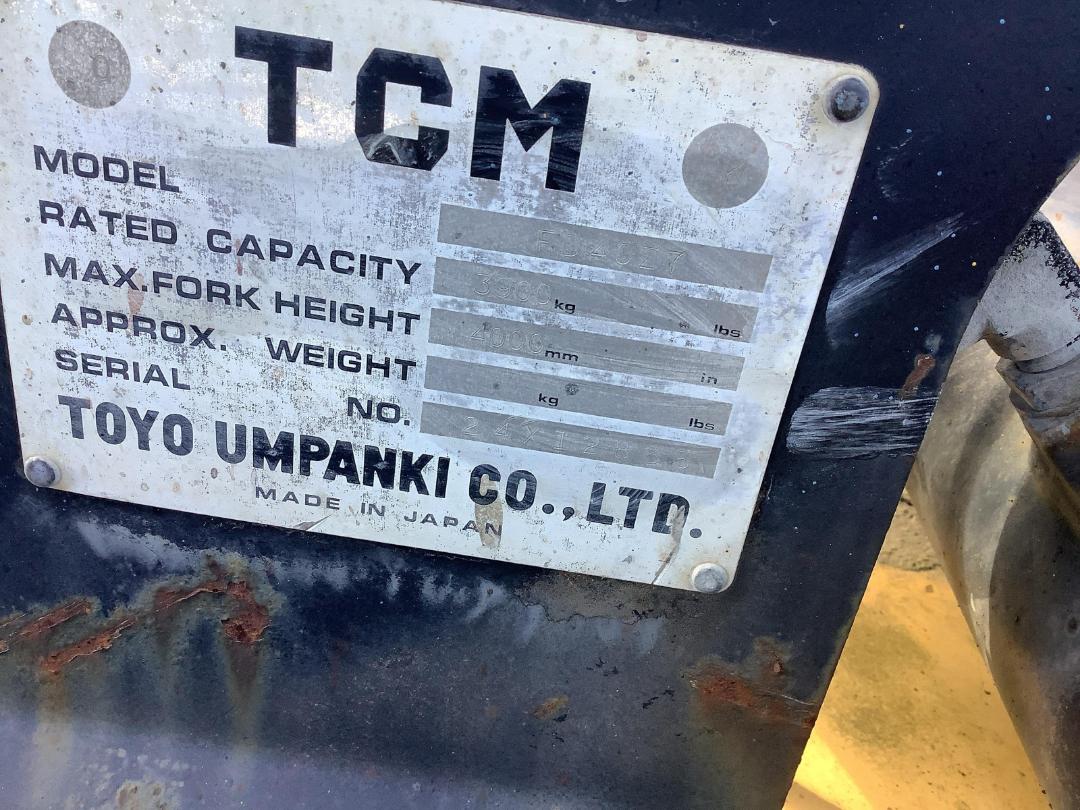 TCM
MODEL
RATED CAPACITY kg lbs
MAX.FORK HEIGHT 4000 mm in
APPROX. WEIGHT kg lbs
SERIAL NO.
TOYO UMPANKI CO.,LTD.
MADE IN JAPAN